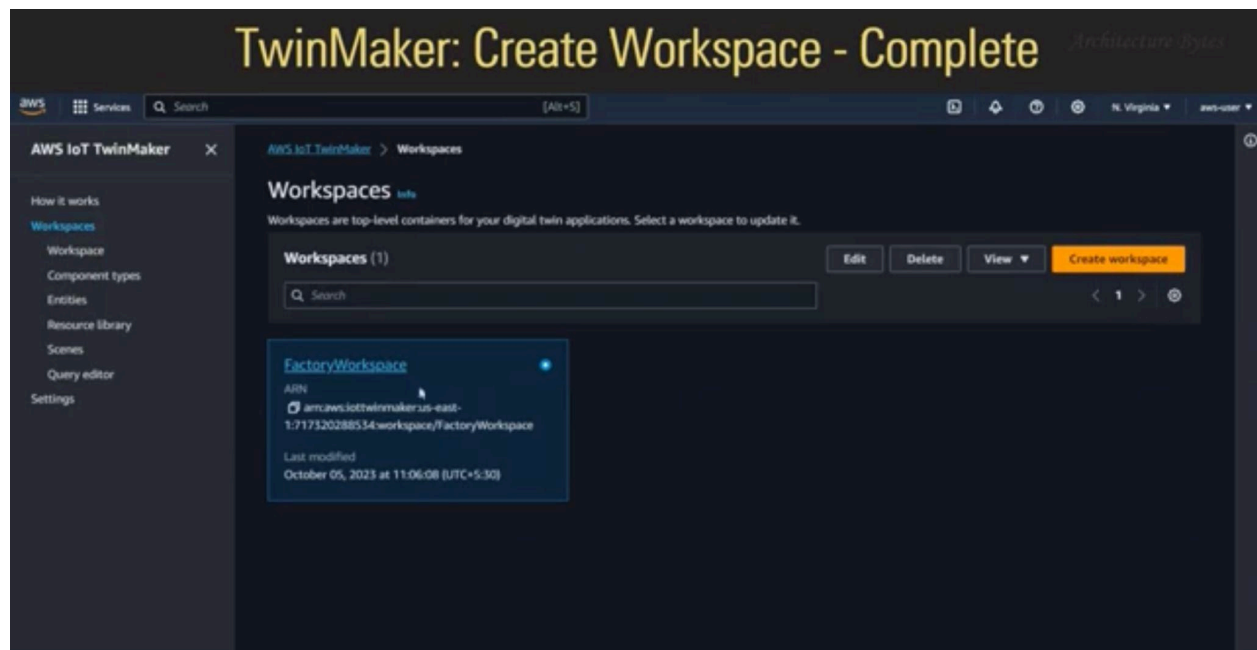 TwinMaker: Create Workspace - Complete
Architecture Bytes
aws
Services
Search
[Alt+S]
N. Virginia ▼
aws-user ▼
AWS IoT TwinMaker
AWS IoT TwinMaker > Workspaces
How it works
Workspaces
Workspace
Component types
Entities
Resource library
Scenes
Query editor
Settings
Workspaces Info
Workspaces are top-level containers for your digital twin applications. Select a workspace to update it.
Workspaces (1)
Edit
Delete
View ▼
Create workspace
Search
< 1 >
FactoryWorkspace
ARN
arn:aws:iottwinmaker:us-east-
1:717320288534:workspace/FactoryWorkspace
Last modified
October 05, 2023 at 11:06:08 (UTC+5:30)